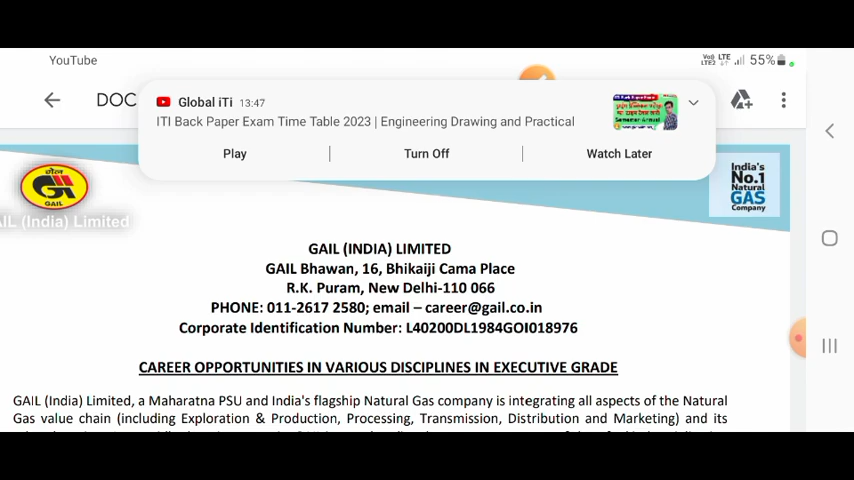 YouTube
LTE 55%
DOC
Global iTi 13:47
ITI Back Paper Exam Time Table 2023 | Engineering Drawing and Practical
Play | Turn Off | Watch Later
GAIL
AIL (India) Limited
India's
No.1
Natural
GAS
Company
GAIL (INDIA) LIMITED
GAIL Bhawan, 16, Bhikaiji Cama Place
R.K. Puram, New Delhi-110 066
PHONE: 011-2617 2580; email – career@gail.co.in
Corporate Identification Number: L40200DL1984GOI018976
CAREER OPPORTUNITIES IN VARIOUS DISCIPLINES IN EXECUTIVE GRADE
GAIL (India) Limited, a Maharatna PSU and India's flagship Natural Gas company is integrating all aspects of the Natural
Gas value chain (including Exploration & Production, Processing, Transmission, Distribution and Marketing) and its